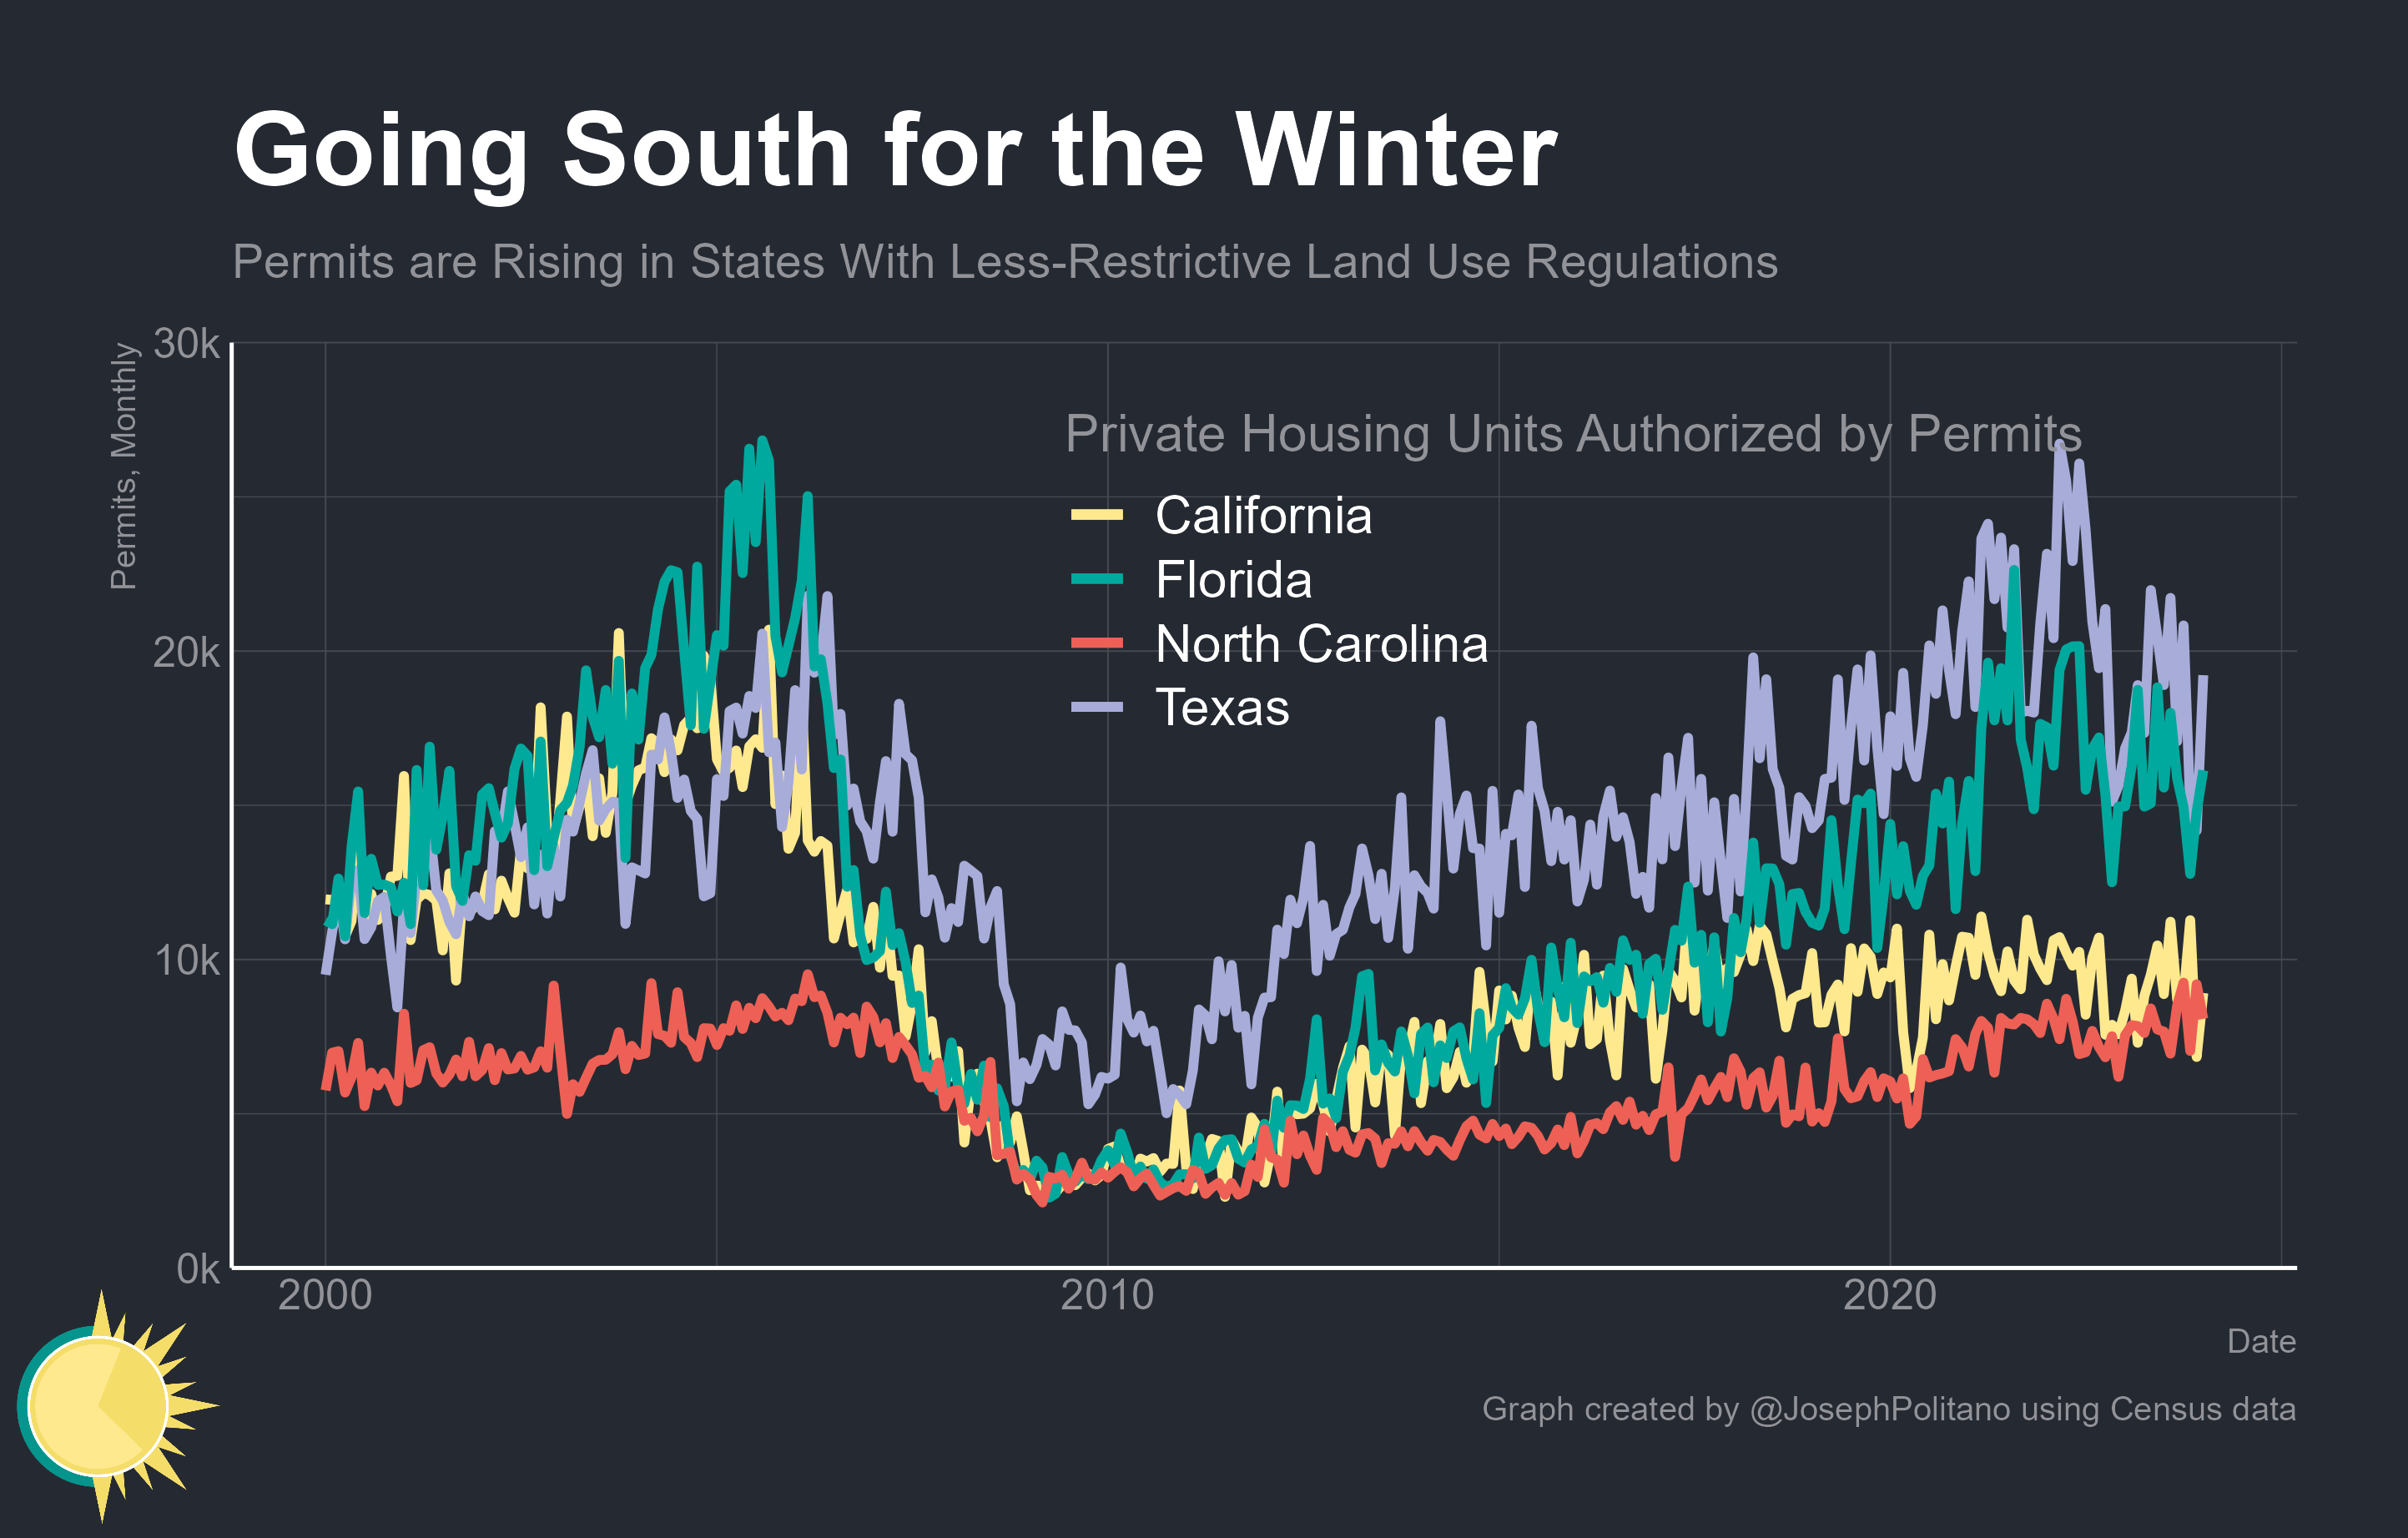 Going South for the Winter
Permits are Rising in States With Less-Restrictive Land Use Regulations
Permits, Monthly
30k
20k
10k
0k
Private Housing Units Authorized by Permits
California
Florida
North Carolina
Texas
2000
2010
2020
Date
Graph created by @JosephPolitano using Census data